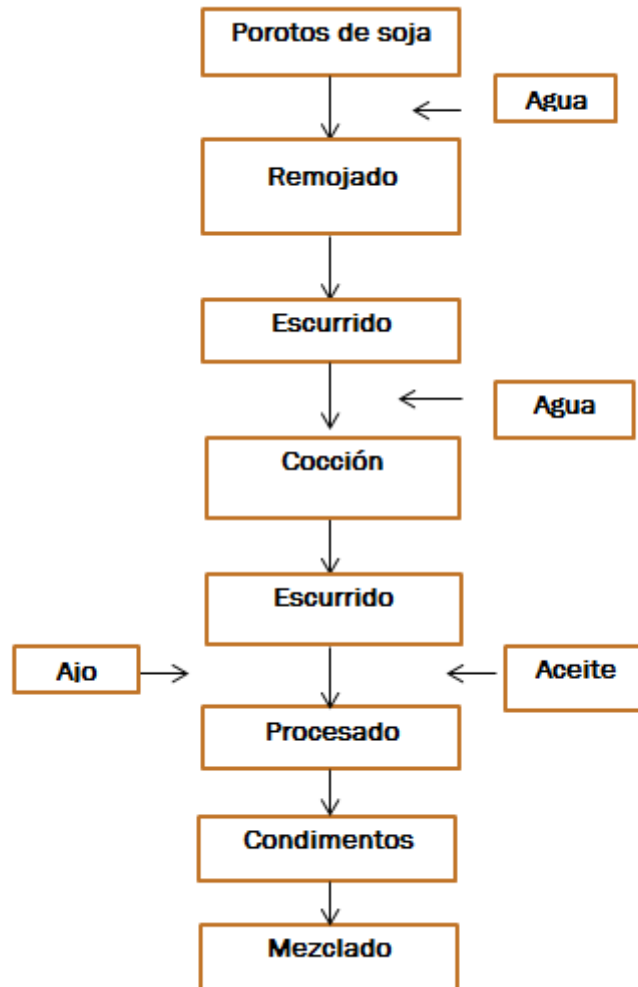 Porotos de soja
Agua
Remojado
Escurrido
Agua
Cocción
Escurrido
Ajo
Aceite
Procesado
Condimentos
Mezclado